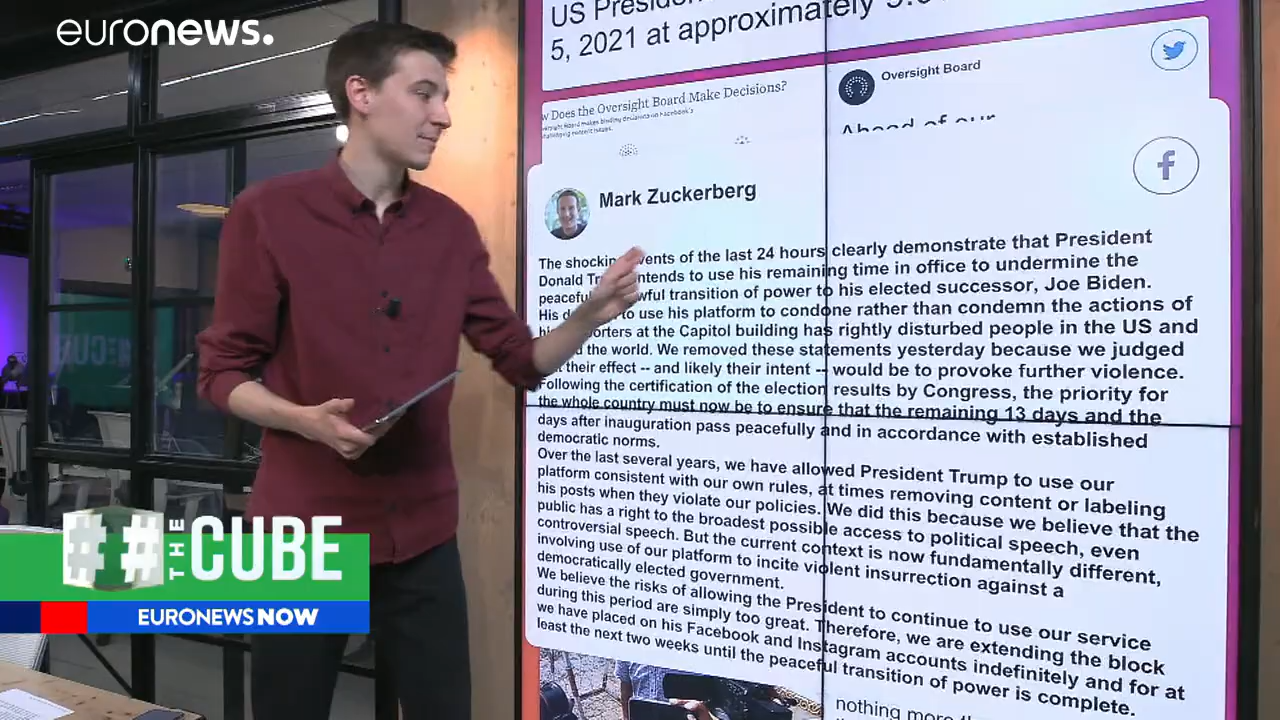 euronews.
US Presiden
5, 2021 at approximately
w Does the Oversight Board Make Decisions?
Oversight Board
Ahead of our
Mark Zuckerberg
f
The shockin vents of the last 24 hours clearly demonstrate that President
Donald Tr ntends to use his remaining time in office to undermine the
peaceful wful transition of power to his elected successor, Joe Biden.
His d to use his platform to condone rather than condemn the actions of
his porters at the Capitol building has rightly disturbed people in the US and
d the world. We removed these statements yesterday because we judged
their effect -- and likely their intent -- would be to provoke further violence.
Following the certification of the election results by Congress, the priority for
the whole country must now be to ensure that the remaining 13 days and the
days after inauguration pass peacefully and in accordance with established
democratic norms.
Over the last several years, we have allowed President Trump to use our
platform consistent with our own rules, at times removing content or labeling
his posts when they violate our policies. We did this because we believe that the
public has a right to the broadest possible access to political speech, even
controversial speech. But the current context is now fundamentally different,
involving use of our platform to incite violent insurrection against a
democratically elected government.
We believe the risks of allowing the President to continue to use our service
during this period are simply too great. Therefore, we are extending the block
we have placed on his Facebook and Instagram accounts indefinitely and for at
least the next two weeks until the peaceful transition of power is complete.
nothing more
#CUBE
## THE CUBE
EURONEWS NOW